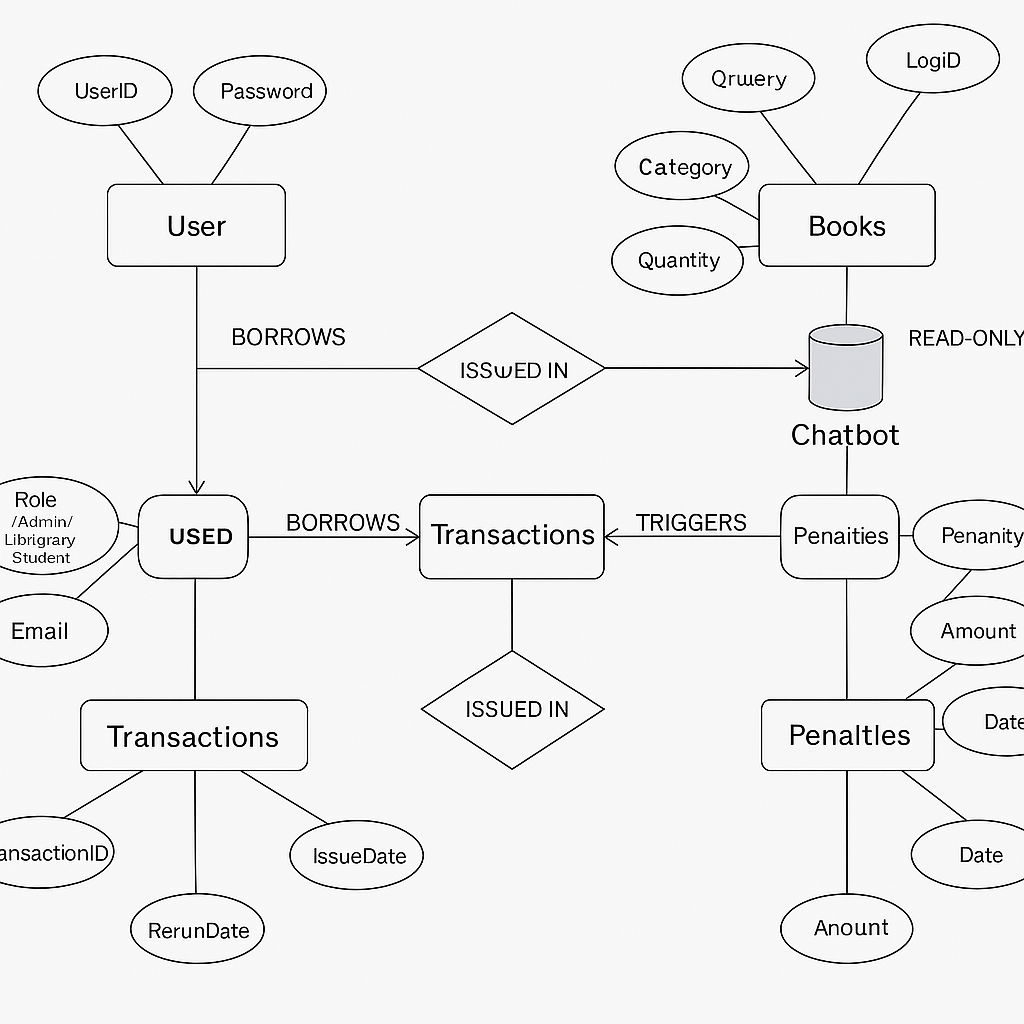 LogiD
UserID
Password
Qrwery
Category
User
Books
Quantity
BORROWS
READ-ONLY
ISSwED IN
Chatbot
Role
/Admin/
Librigrary
Student
USED
BORROWS
Transactions
TRIGGERS
Penaities
Penanity
Email
Amount
ISSUED IN
Date
Transactions
Penaltles
ansactionID
IssueDate
Date
RerunDate
Anount